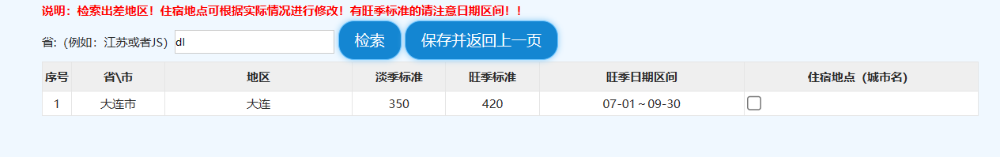 说明：检索出差地区！住宿地点可根据实际情况进行修改！有旺季标准的请注意日期区间！！
省:（例如：江苏或者JS） dl 检索 保存并返回上一页
序号 省\市 地区 淡季标准 旺季标准 旺季日期区间 住宿地点（城市名）
1 大连市 大连 350 420 07-01～09-30